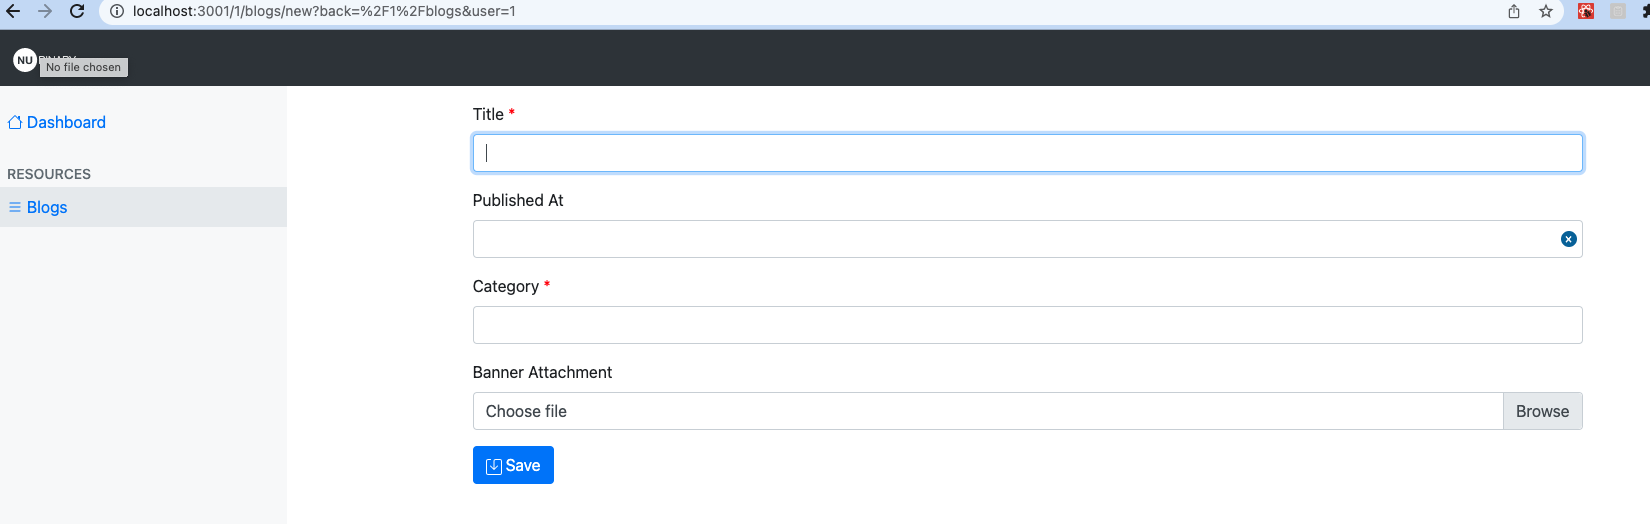 localhost:3001/1/blogs/new?back=%2F1%2Fblogs&user=1
NU
No file chosen
Dashboard
RESOURCES
Blogs
Title *
Published At
Category *
Banner Attachment
Choose file
Browse
Save